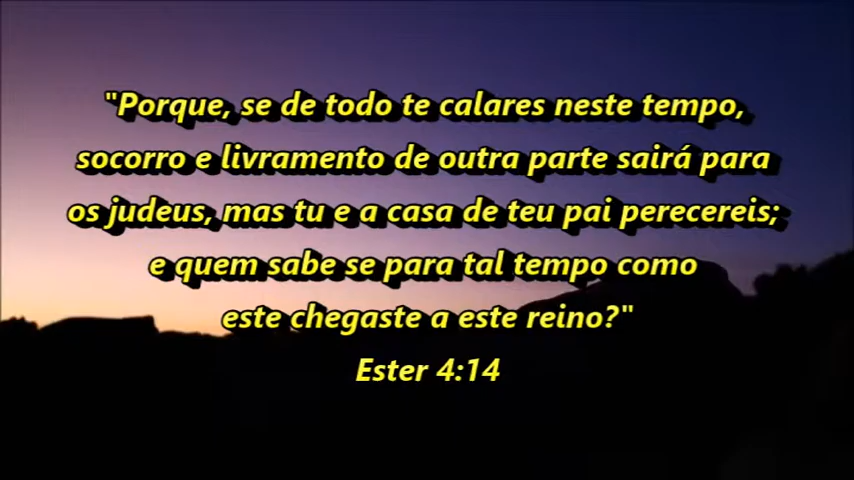 "Porque, se de todo te calares neste tempo,
socorro e livramento de outra parte sairá para
os judeus, mas tu e a casa de teu pai perecereis;
e quem sabe se para tal tempo como
este chegaste a este reino?"
Ester 4:14